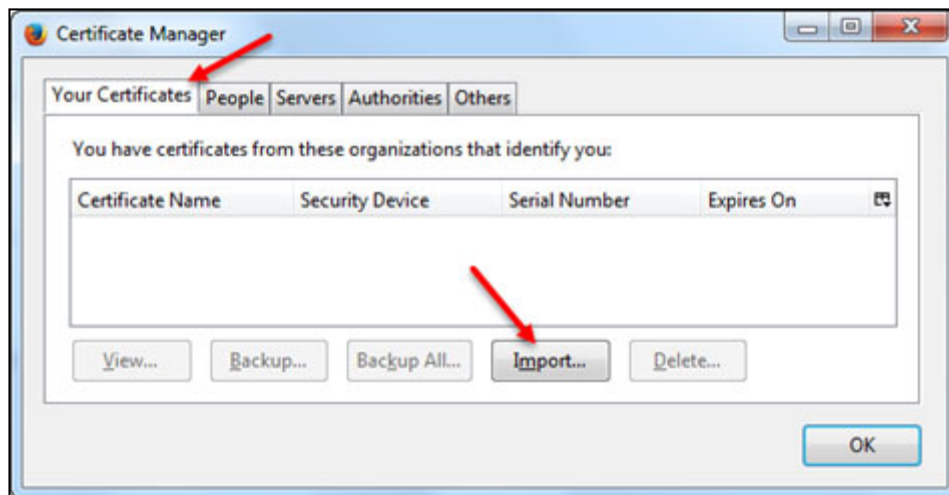 Certificate Manager
Your Certificates People Servers Authorities Others
You have certificates from these organizations that identify you:
Certificate Name Security Device Serial Number Expires On
View... Backup... Backup All... Import... Delete...
OK